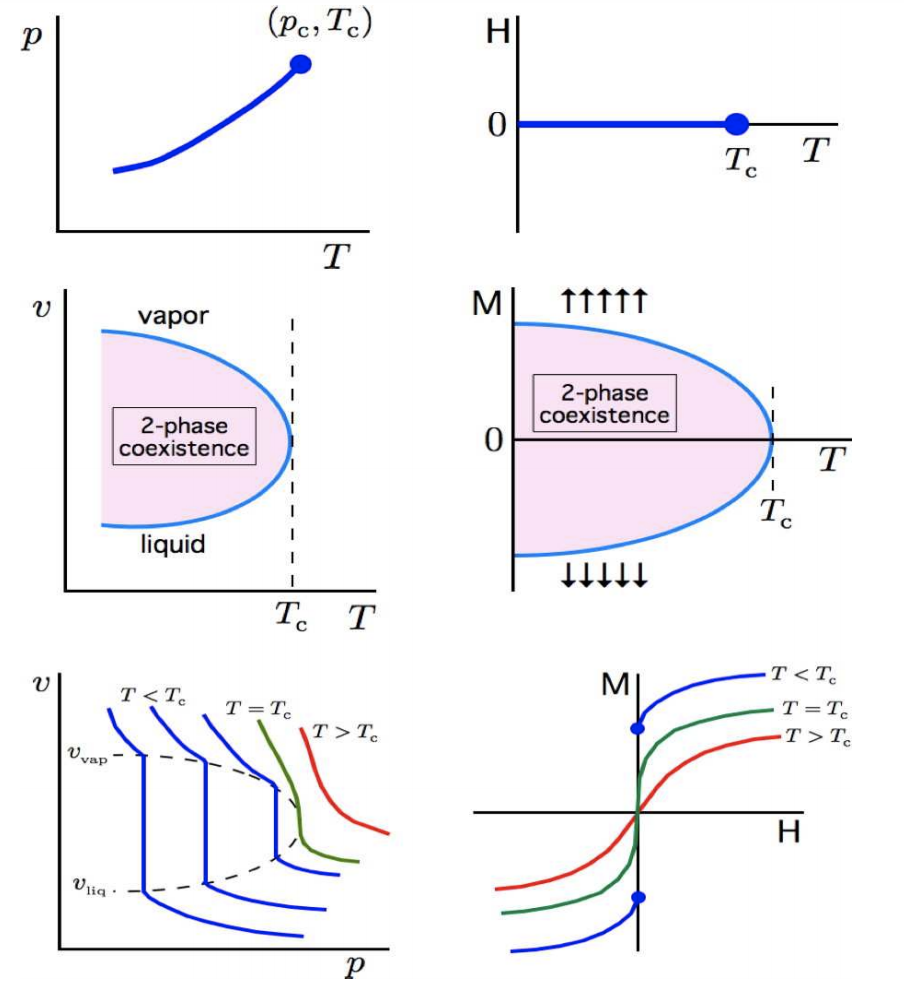 p
(p_c, T_c)
T
H
0
T_c
T
v
vapor
2-phase
coexistence
liquid
T_c
T
M
↑↑↑↑↑
2-phase
coexistence
0
T
T_c
↓↓↓↓↓
v
T < T_c
T = T_c
T > T_c
v_vap
v_liq
p
M
T < T_c
T = T_c
T > T_c
H